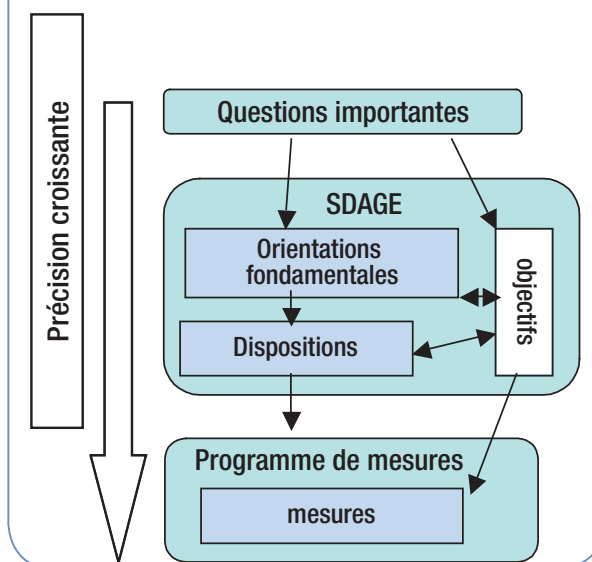 Précision croissante
Questions importantes
SDAGE
Orientations
fondamentales
objectifs
Dispositions
Programme de mesures
mesures